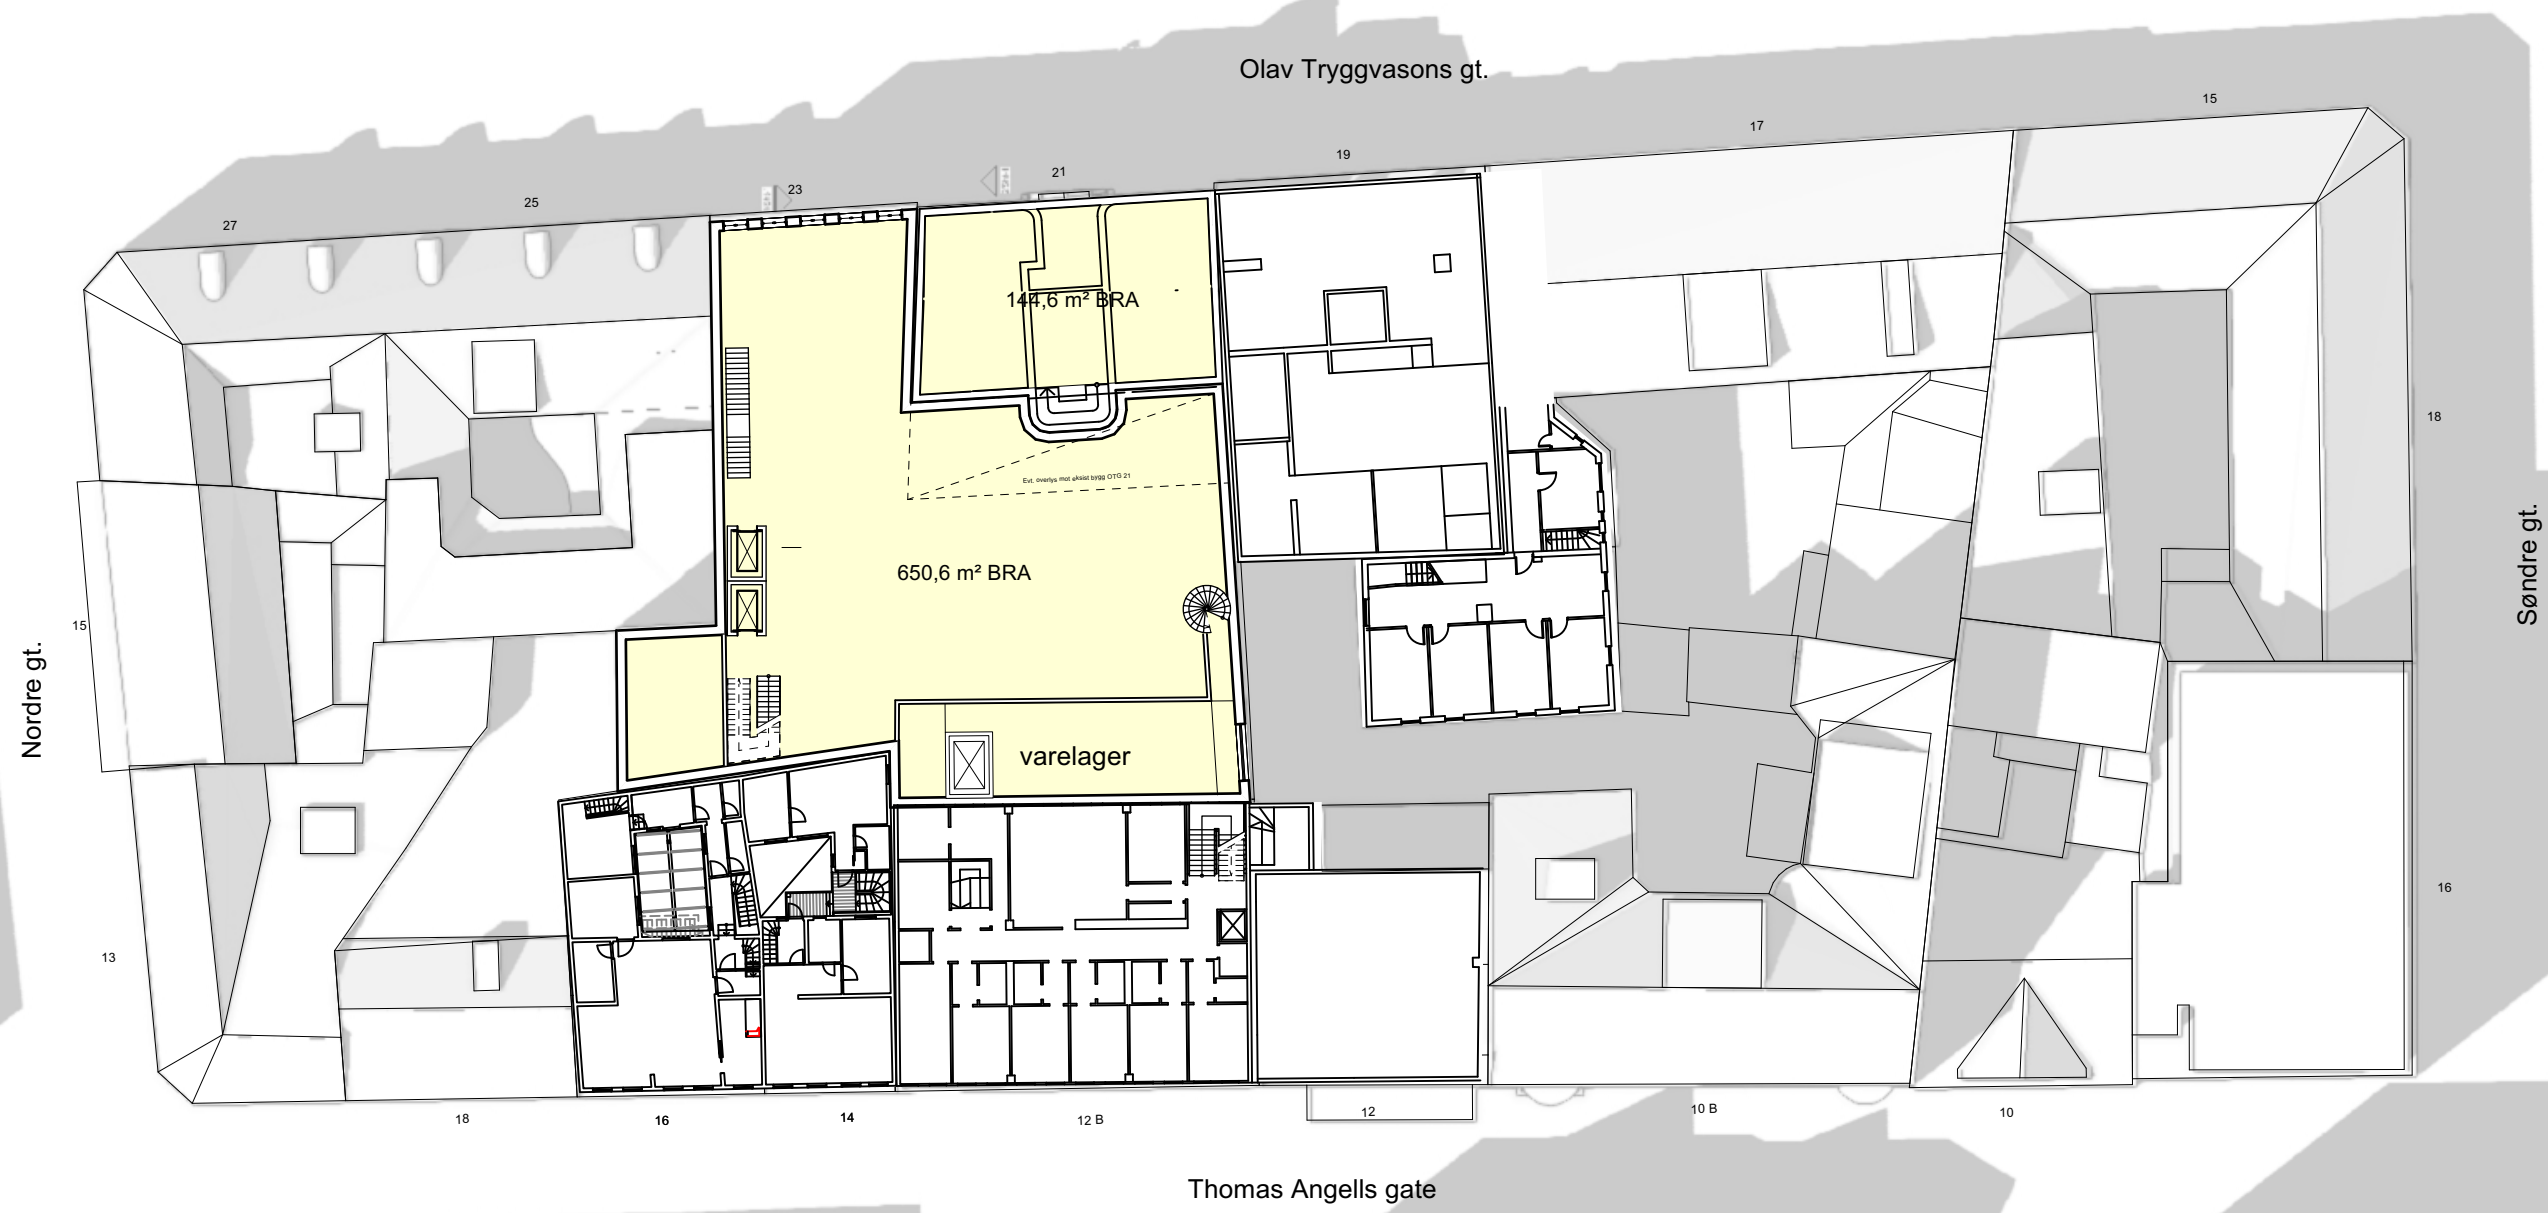 Olav Tryggvasons gt.
15
17
19
21
23
25
27
144,6 m² BRA
18
Evt. overlys mot eksist bygg OTG 21
Søndre gt.
650,6 m² BRA
15
Nordre gt.
varelager
16
13
18
16
14
12 B
12
10 B
10
Thomas Angells gate